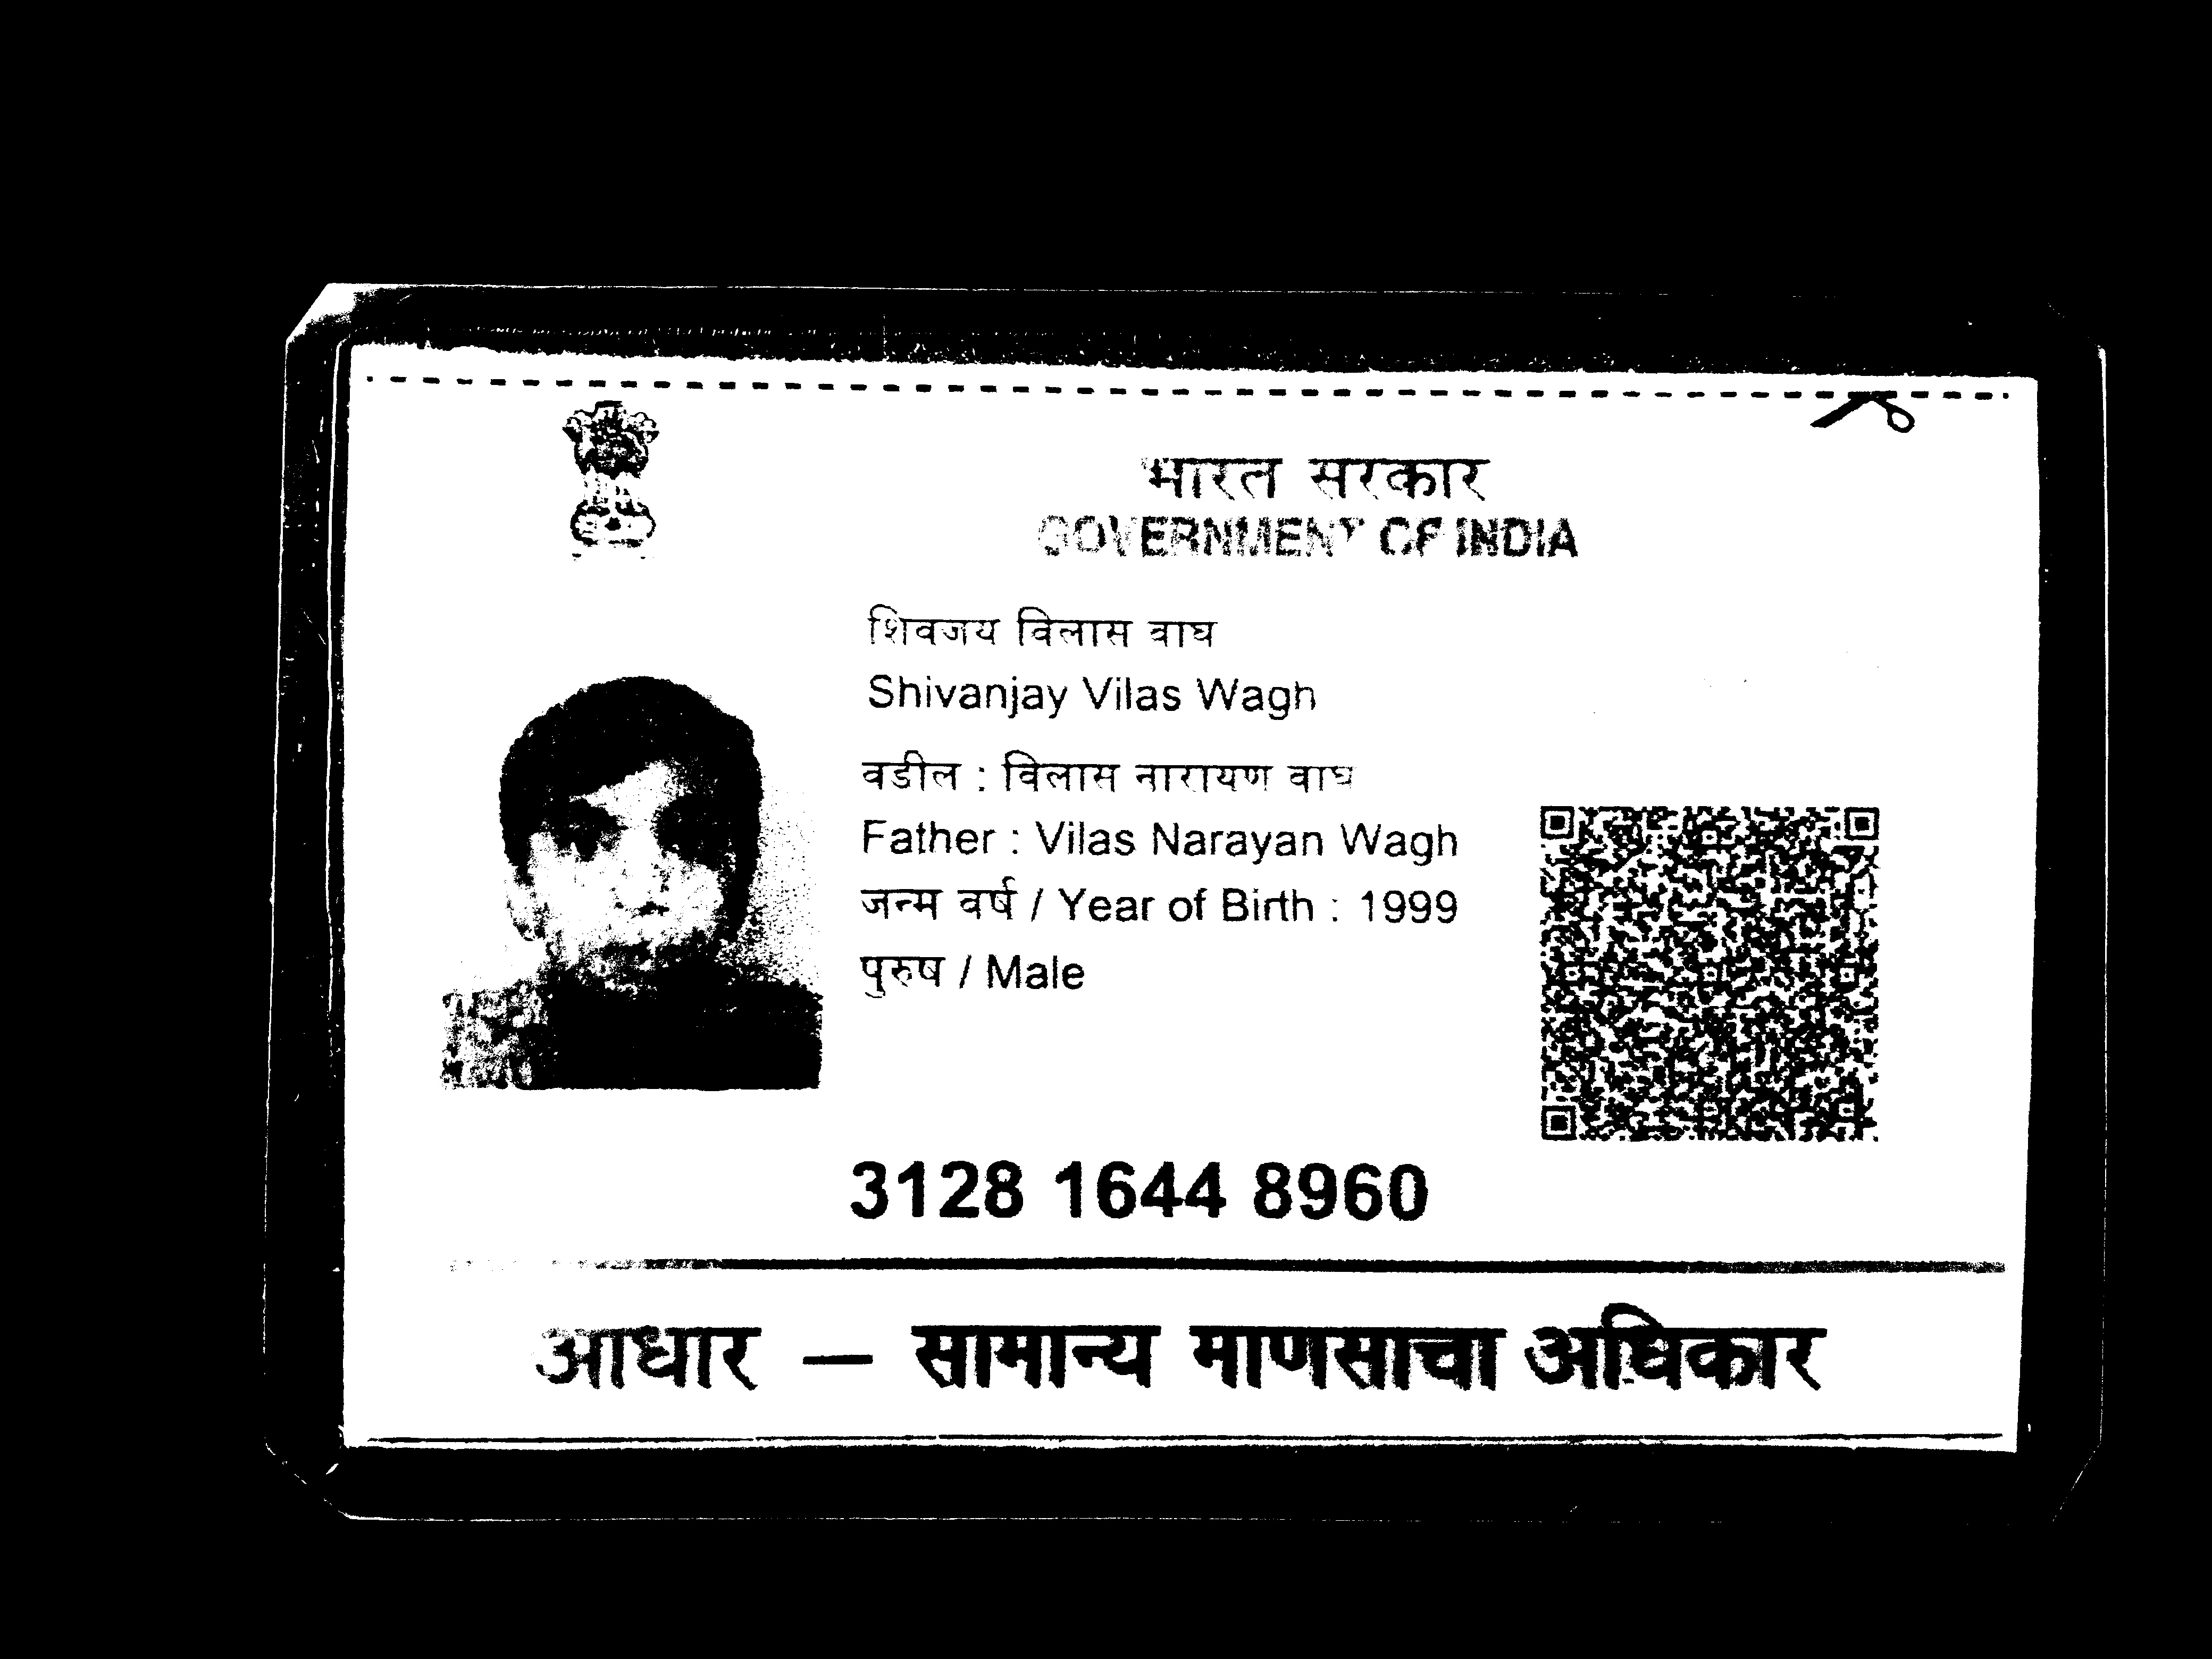 भारत सरकार
GOVERNMENT OF INDIA
शिवजय विलास वाघ
Shivanjay Vilas Wagh
वडील : विलास नारायण वाघ
Father : Vilas Narayan Wagh
जन्म वर्ष / Year of Birth : 1999
पुरुष / Male
3128 1644 8960
आधार — सामान्य माणसाचा अधिकार